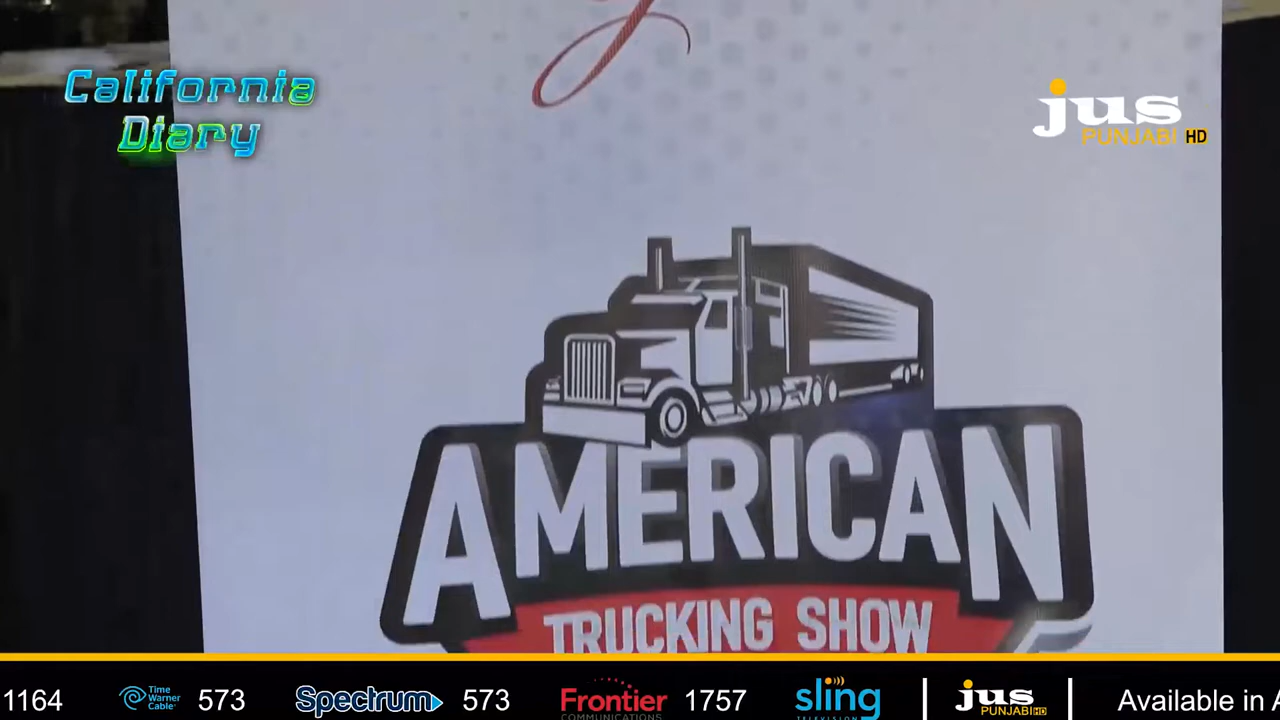 California
Diary
jus
PUNJABI HD
AMERICAN
TRUCKING SHOW
1164 Time Warner Cable 573 Spectrum 573 Frontier COMMUNICATIONS 1757 sling TELEVISION jus PUNJABI HD Available in A